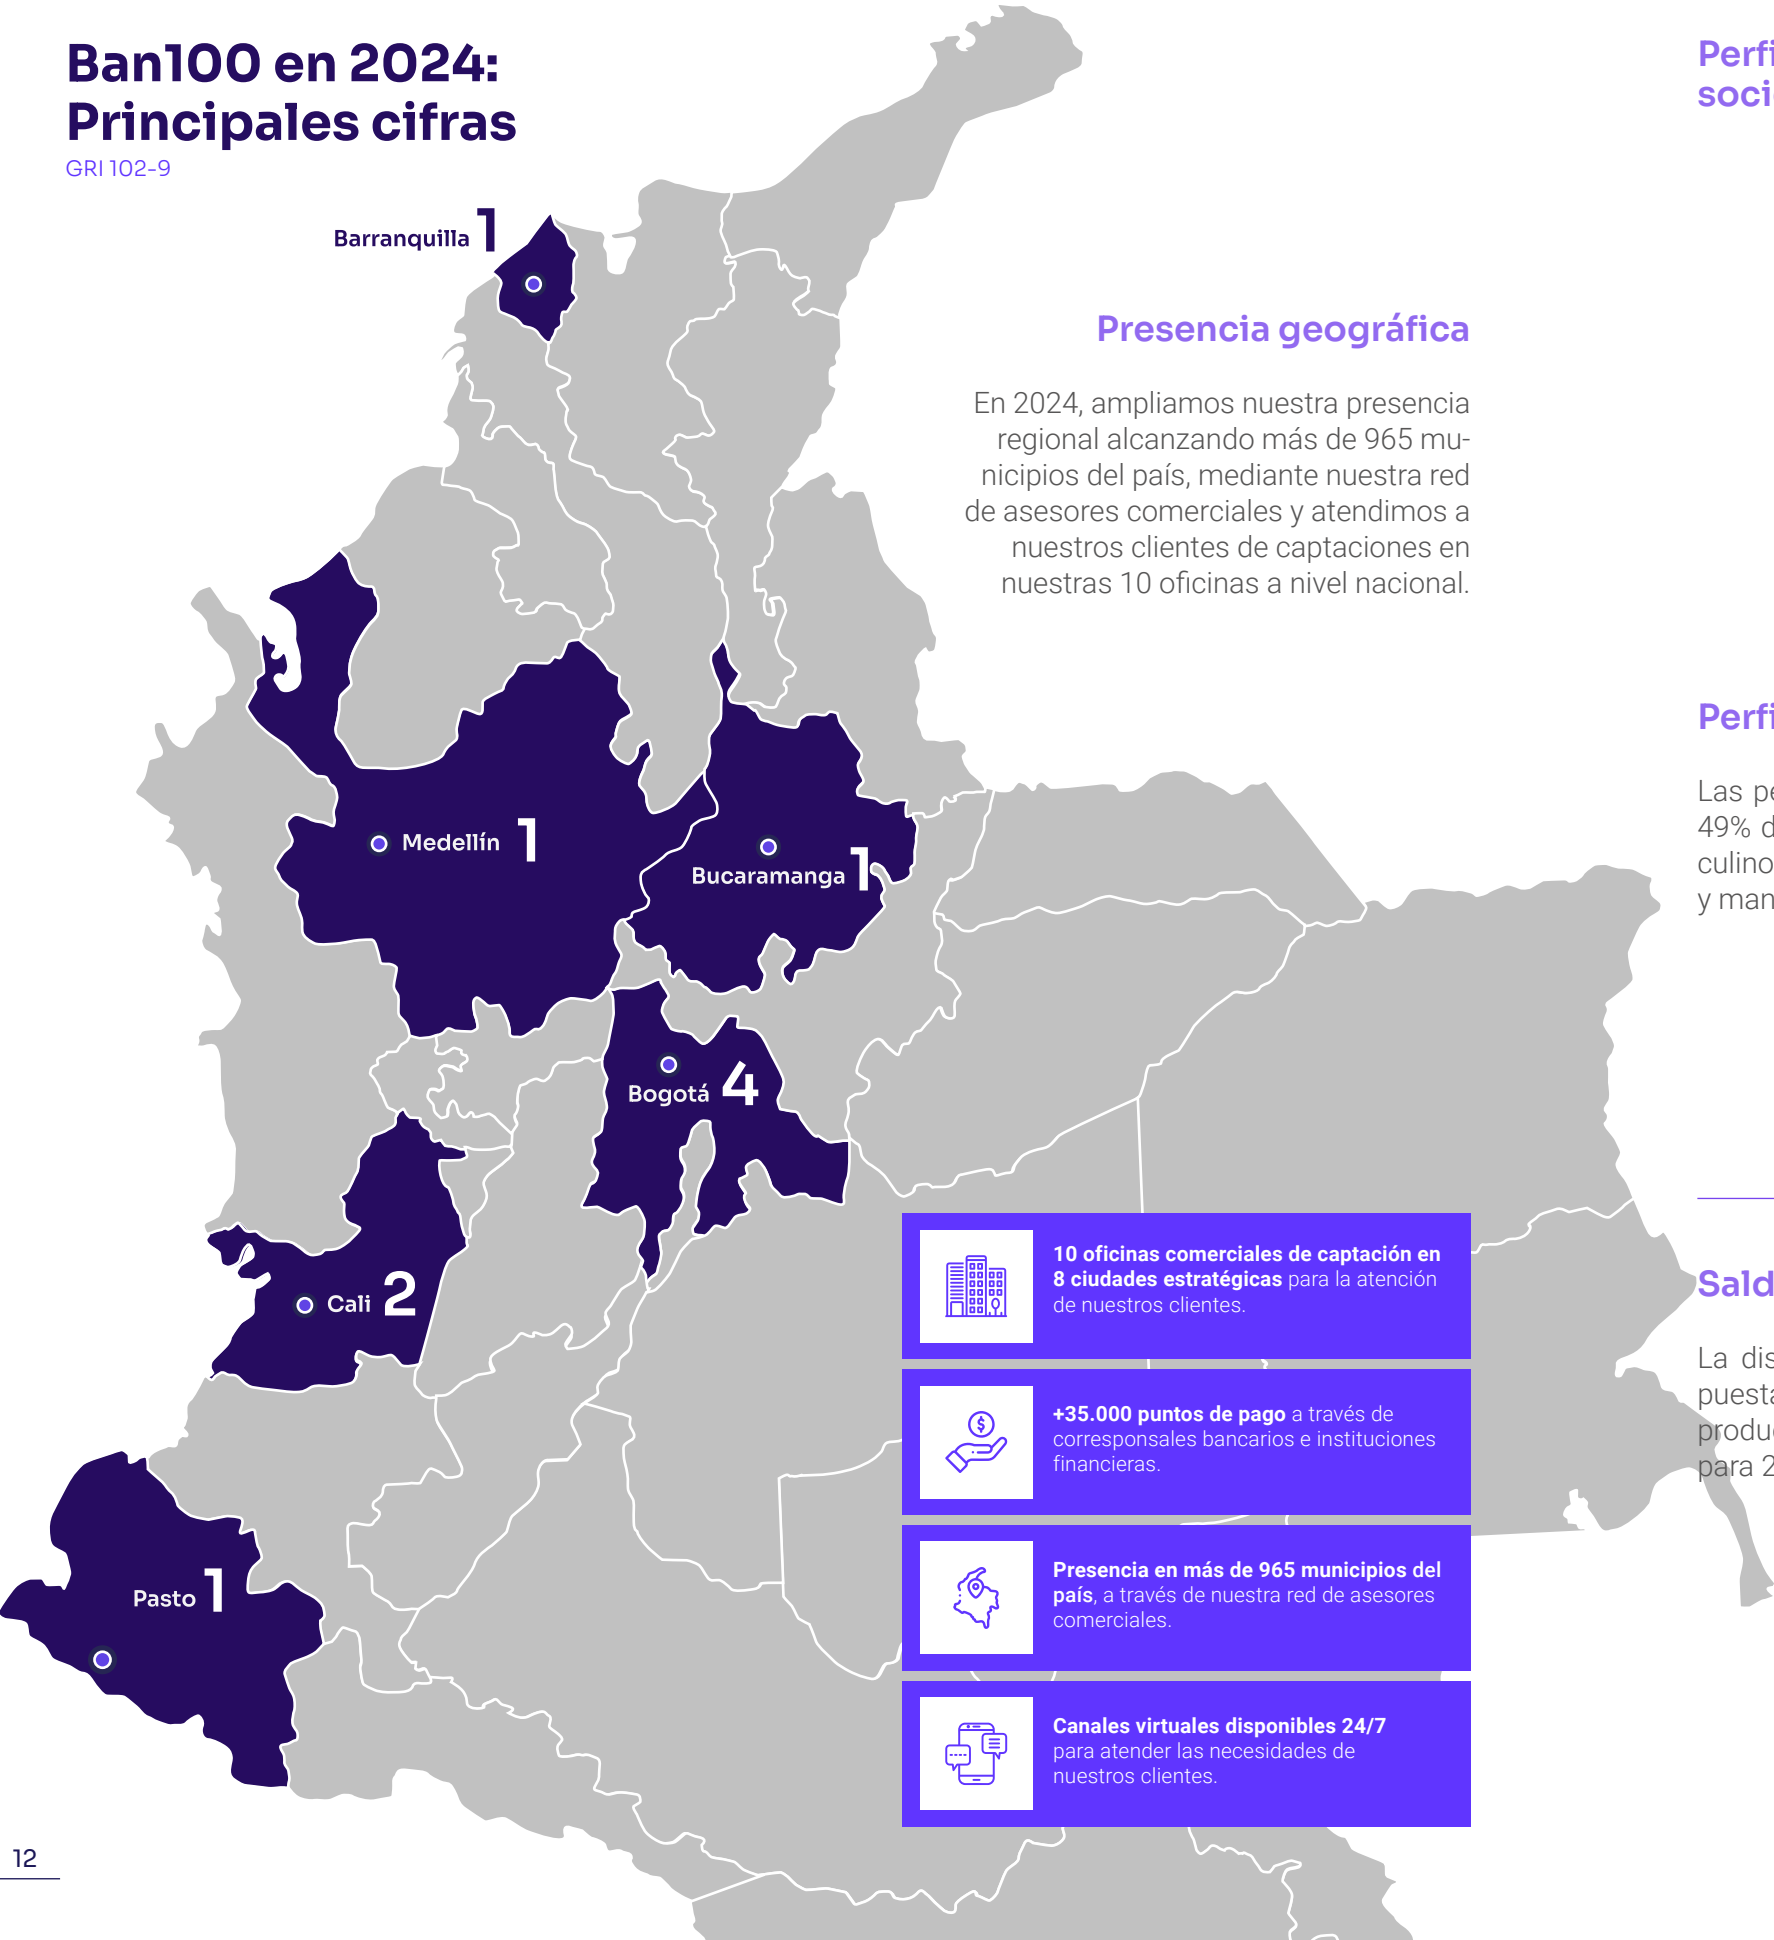 Ban100 en 2024:
Principales cifras
GRI 102-9
Barranquilla 1
Presencia geográfica
En 2024, ampliamos nuestra presencia
regional alcanzando más de 965 mu-
nicipios del país, mediante nuestra red
de asesores comerciales y atendimos a
nuestros clientes de captaciones en
nuestras 10 oficinas a nivel nacional.
Medellín 1
Bucaramanga 1
Bogotá 4
Cali 2
Pasto 1
10 oficinas comerciales de captación en
8 ciudades estratégicas para la atención
de nuestros clientes.
+35.000 puntos de pago a través de
corresponsales bancarios e instituciones
financieras.
Presencia en más de 965 municipios del
país, a través de nuestra red de asesores
comerciales.
Canales virtuales disponibles 24/7
para atender las necesidades de
nuestros clientes.
12
Las
49%
culino
y
La
para